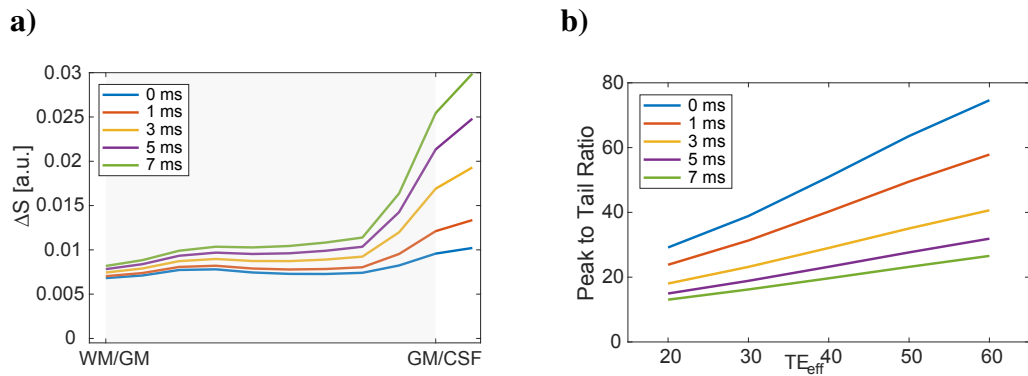 a)
ΔS [a.u.]
0.03
0.025
0.02
0.015
0.01
0.005
0
0 ms
1 ms
3 ms
5 ms
7 ms
WM/GM
GM/CSF
b)
Peak to Tail Ratio
80
60
40
20
0
0 ms
1 ms
3 ms
5 ms
7 ms
20
30
40
50
60
TEeff